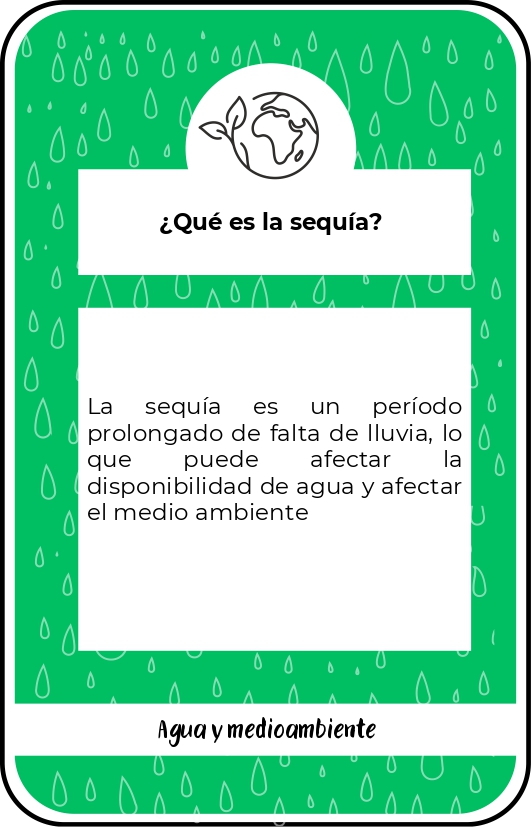 ¿Qué es la sequía?
La sequía es un período
prolongado de falta de lluvia, lo
que puede afectar la
disponibilidad de agua y afectar
el medio ambiente
Agua y medioambiente